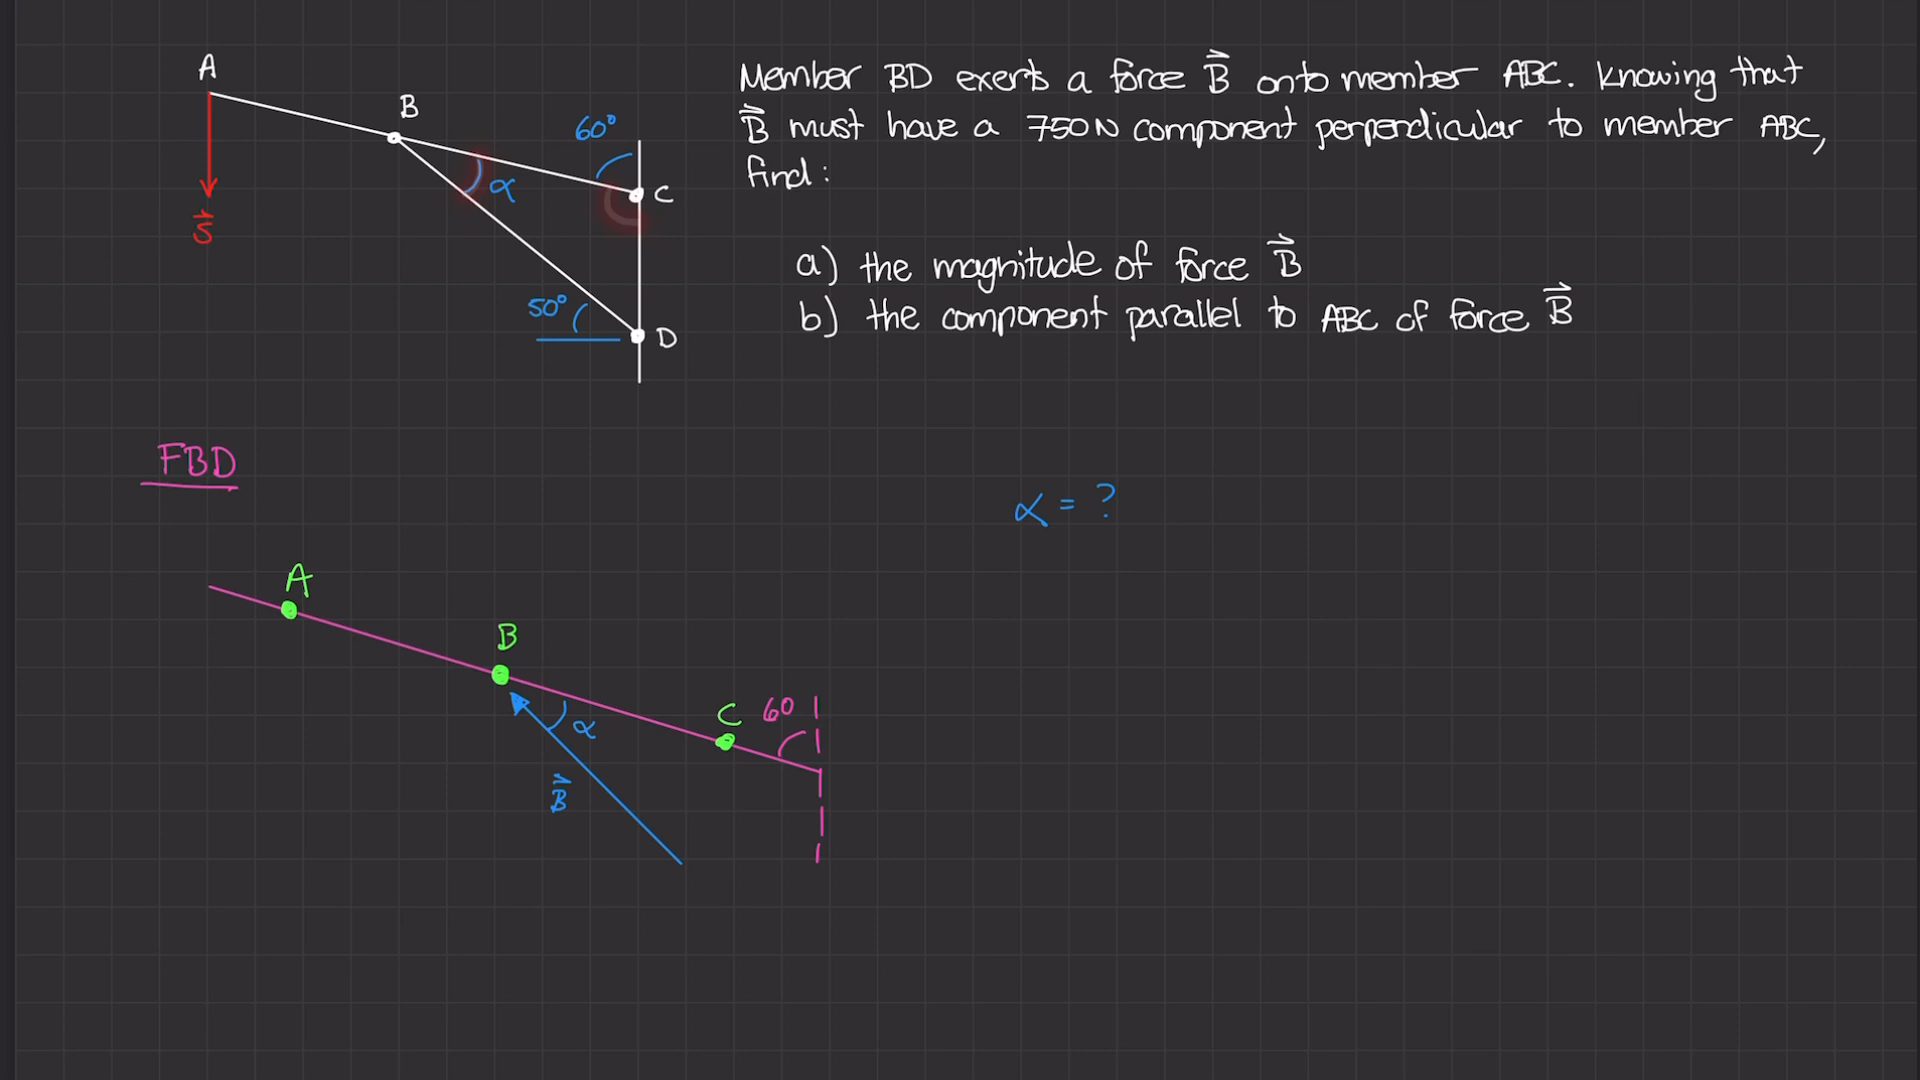 A
B
60°
α
C
S
50°
D
Member BD exerts a force B onto member ABC. Knowing that
B must have a 750N component perpendicular to member ABC,
find:
a) the magnitude of force B
b) the component parallel to ABC of force B
FBD
α = ?
A
B
C
60
α
B